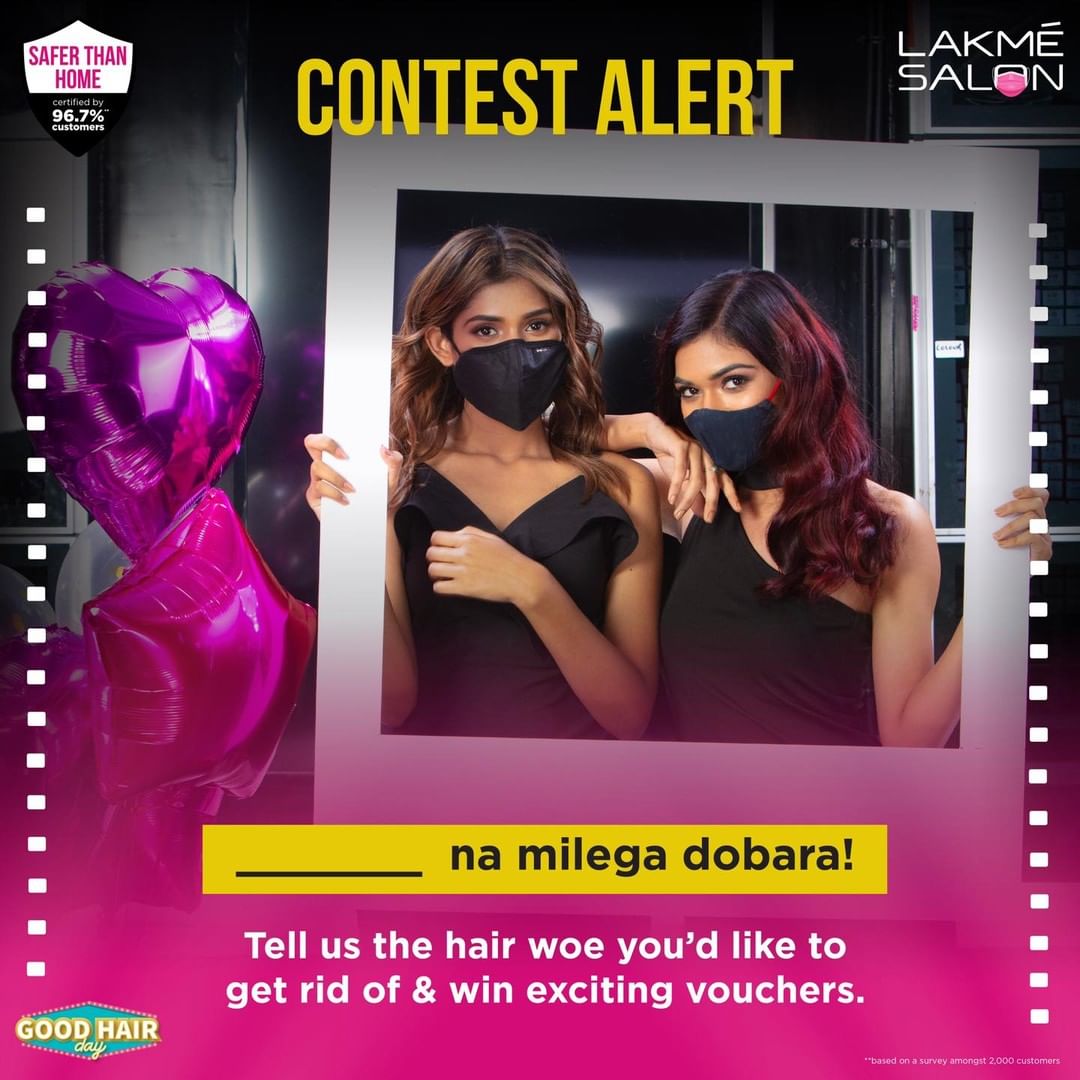 SAFER THAN
HOME
certified by
96.7%**
customers
CONTEST ALERT
LAKMÉ
SALON
COLOUR
_________ na milega dobara!
Tell us the hair woe you’d like to
get rid of & win exciting vouchers.
GOOD HAIR
day
**based on a survey amongst 2,000 customers